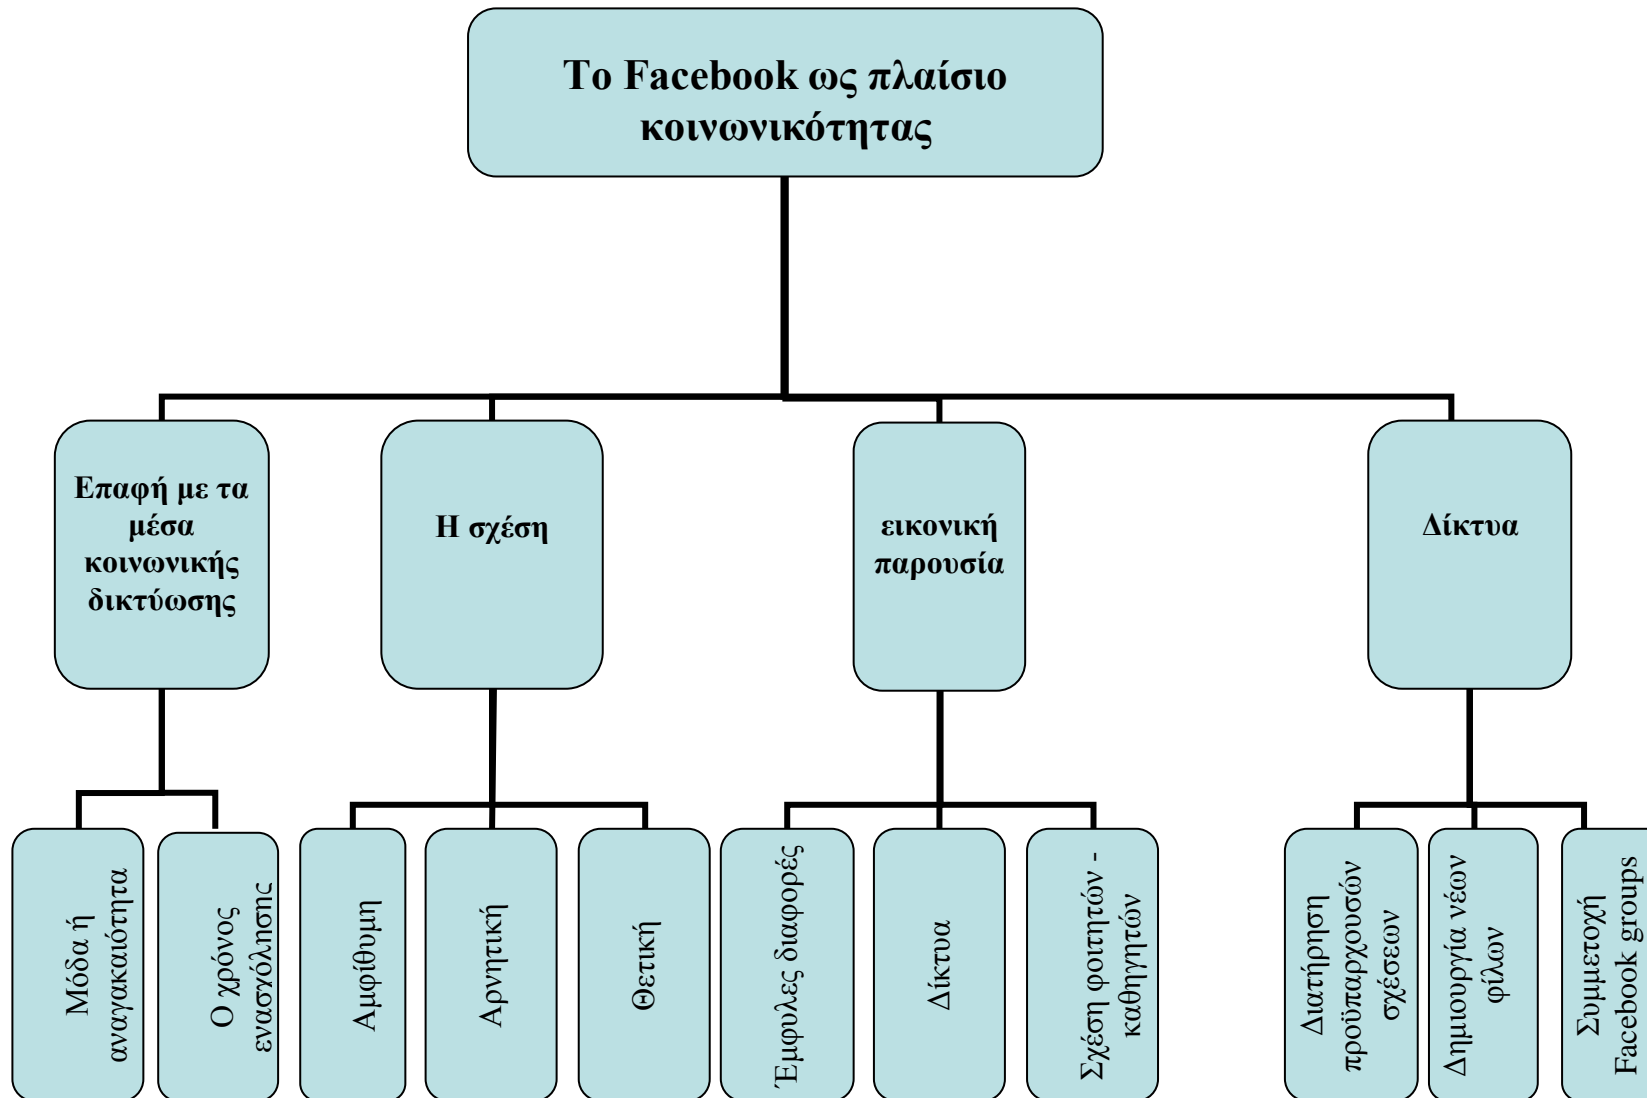 Το Facebook ως πλαίσιο
κοινωνικότητας
Επαφή με τα
μέσα
κοινωνικής
δικτύωσης
Η σχέση
εικονική
παρουσία
Δίκτυα
Μόδα ή
αναγακαιότητα
Ο χρόνος
ενασχόλησης
Αμφίθυμη
Αρνητική
Θετική
Έμφυλες διαφορές
Δίκτυα
Σχέση φοιτητών -
καθηγητών
Διατήρηση
προϋπαρχουσών
σχέσεων
Δημιουργία νέων
φίλων
Συμμετοχή
Facebook groups